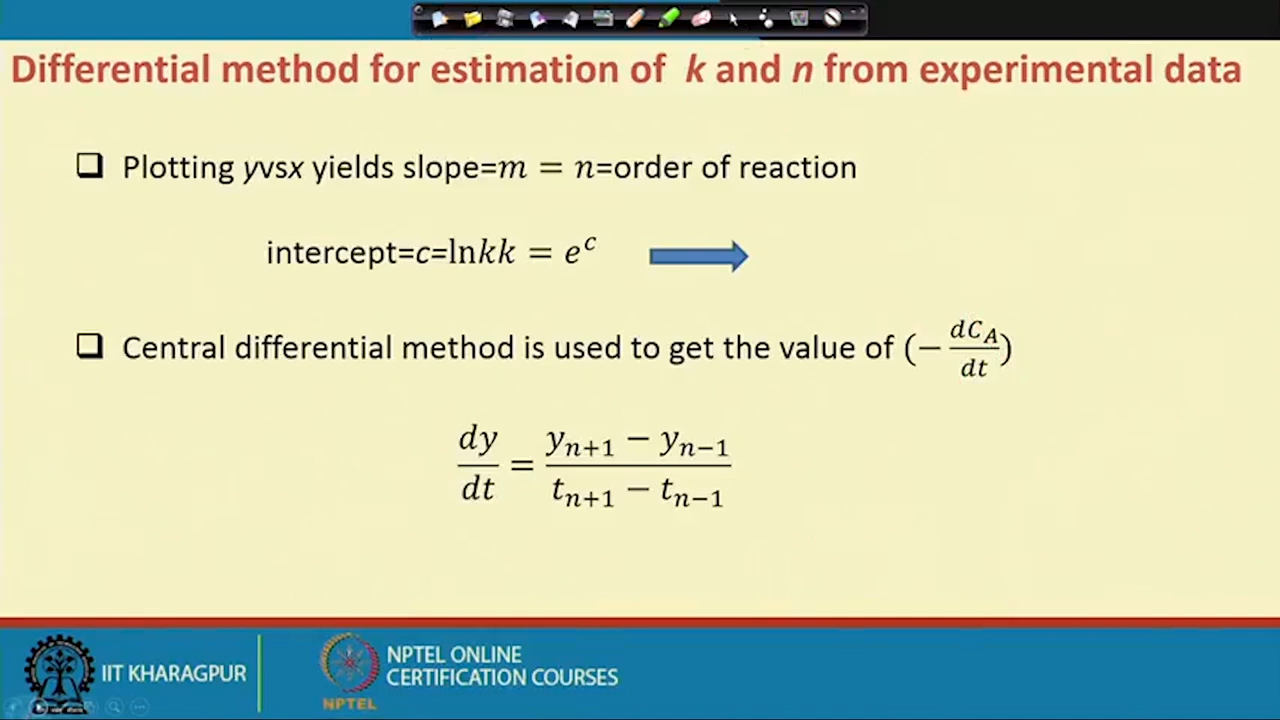 Differential method for estimation of k and n from experimental data
❑ Plotting yvsx yields slope=m = n=order of reaction
intercept=c=lnkk = e^c
❑ Central differential method is used to get the value of (−dC_A/dt)
dy/dt = (y_{n+1} − y_{n−1})/(t_{n+1} − t_{n−1})
IIT KHARAGPUR
NPTEL ONLINE
CERTIFICATION COURSES
NPTEL